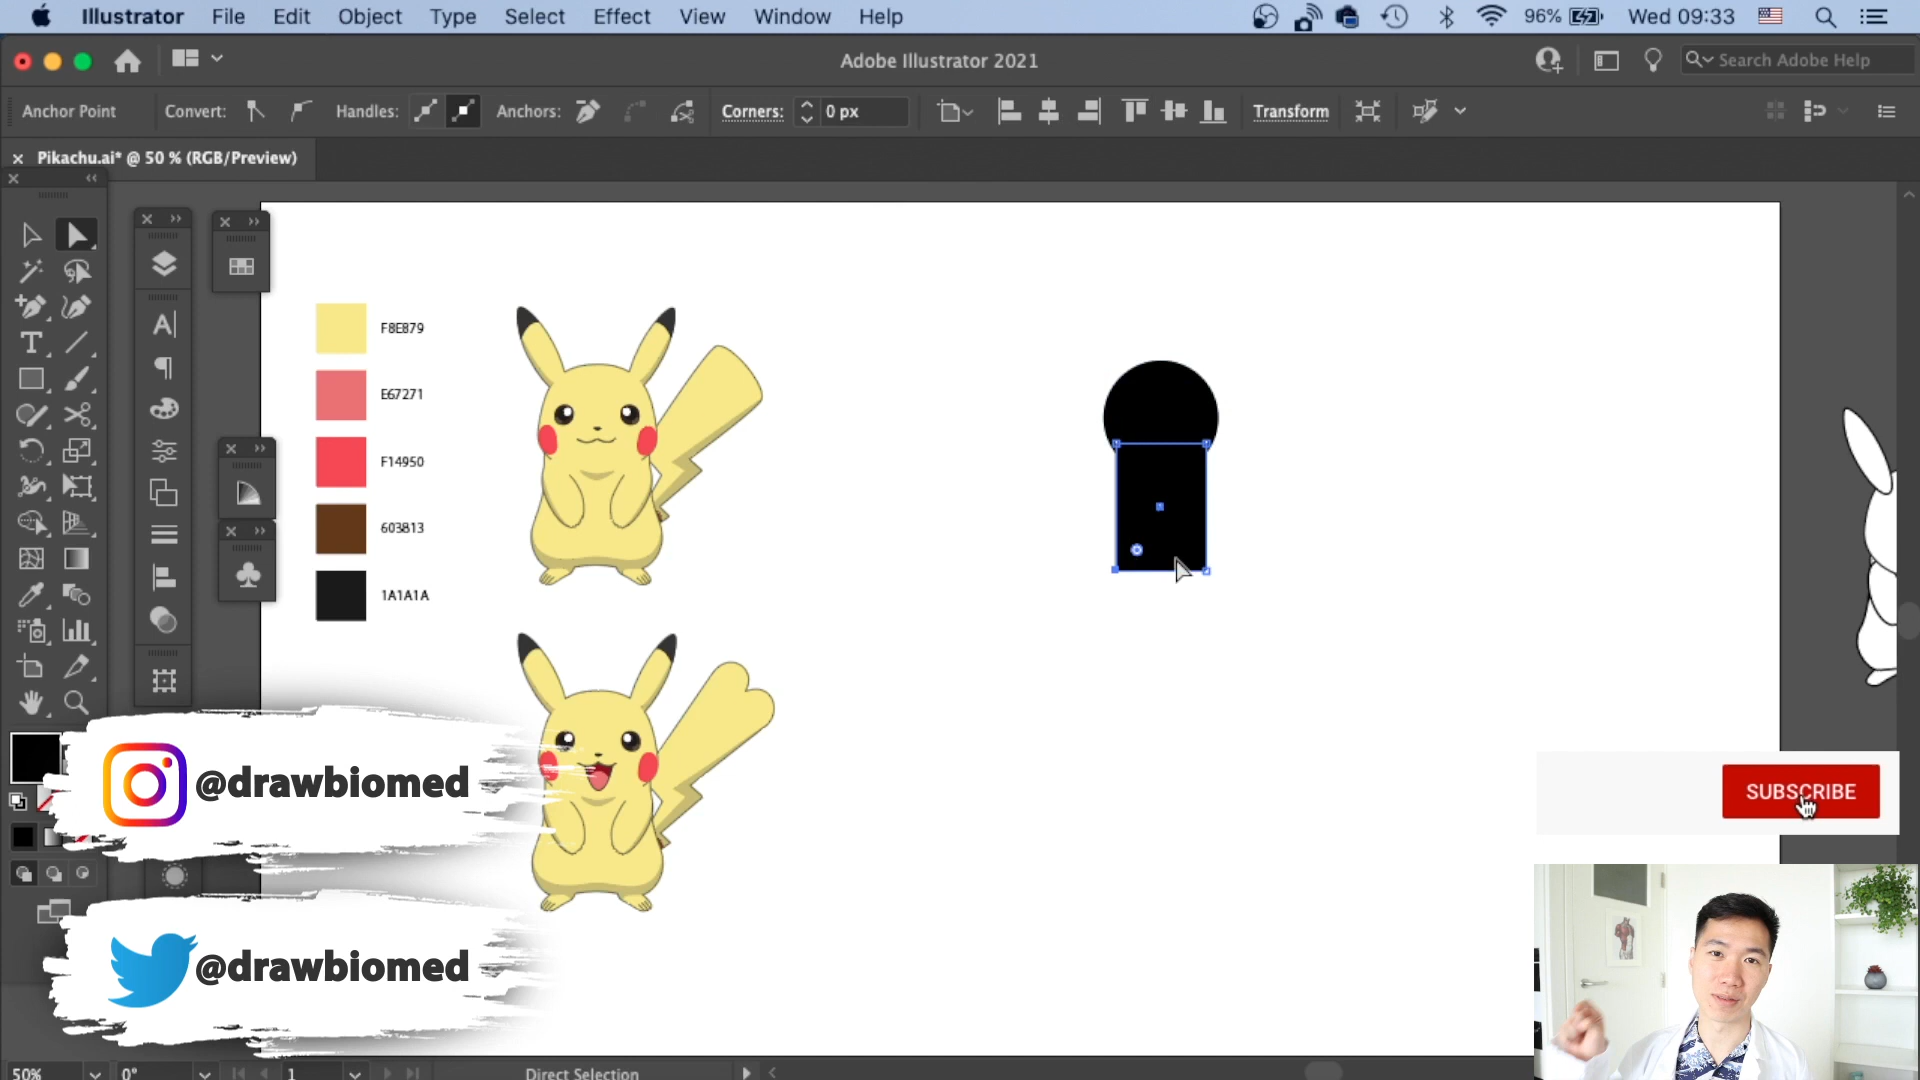 Illustrator File Edit Object Type Select Effect View Window Help 96% Wed 09:33
Adobe Illustrator 2021 Search Adobe Help
Anchor Point Convert: Handles: Anchors: Corners: 0 px Transform
Pikachu.ai* @ 50 % (RGB/Preview)
F8E879
E67271
F14950
603813
1A1A1A
@drawbiomed
SUBSCRIBE
@drawbiomed
50% 0° 1 Direct Selection